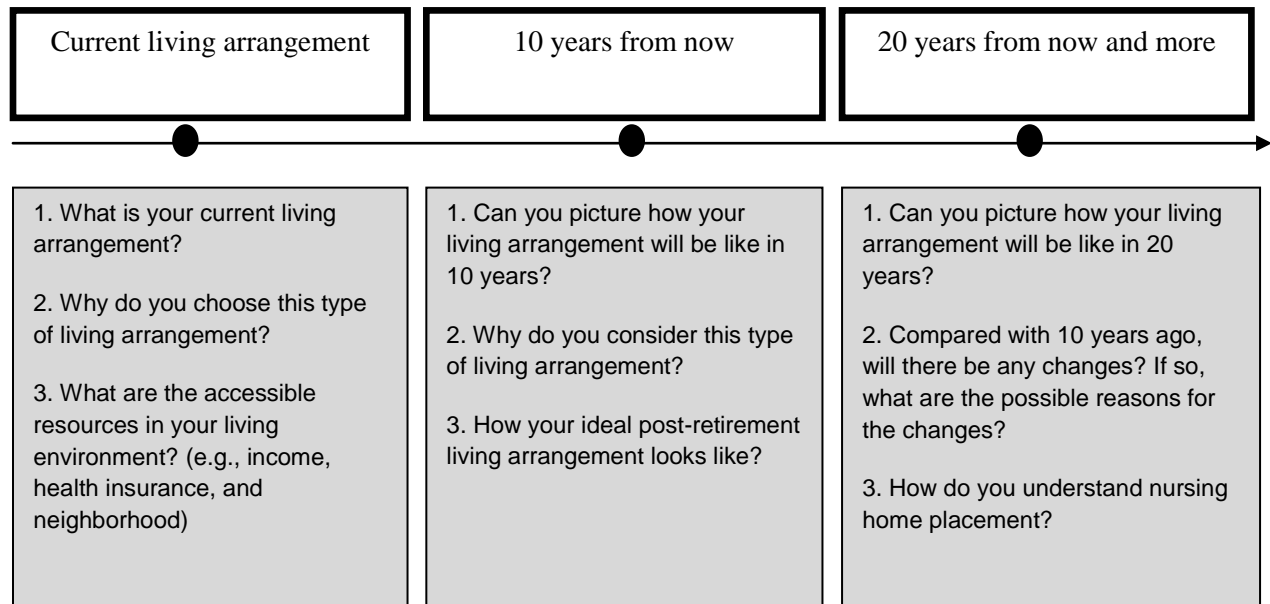 Current living arrangement
10 years from now
20 years from now and more
1. What is your current living
arrangement?
2. Why do you choose this type
of living arrangement?
3. What are the accessible
resources in your living
environment? (e.g., income,
health insurance, and
neighborhood)
1. Can you picture how your
living arrangement will be like in
10 years?
2. Why do you consider this type
of living arrangement?
3. How your ideal post-retirement
living arrangement looks like?
1. Can you picture how your living
arrangement will be like in 20
years?
2. Compared with 10 years ago,
will there be any changes? If so,
what are the possible reasons for
the changes?
3. How do you understand nursing
home placement?